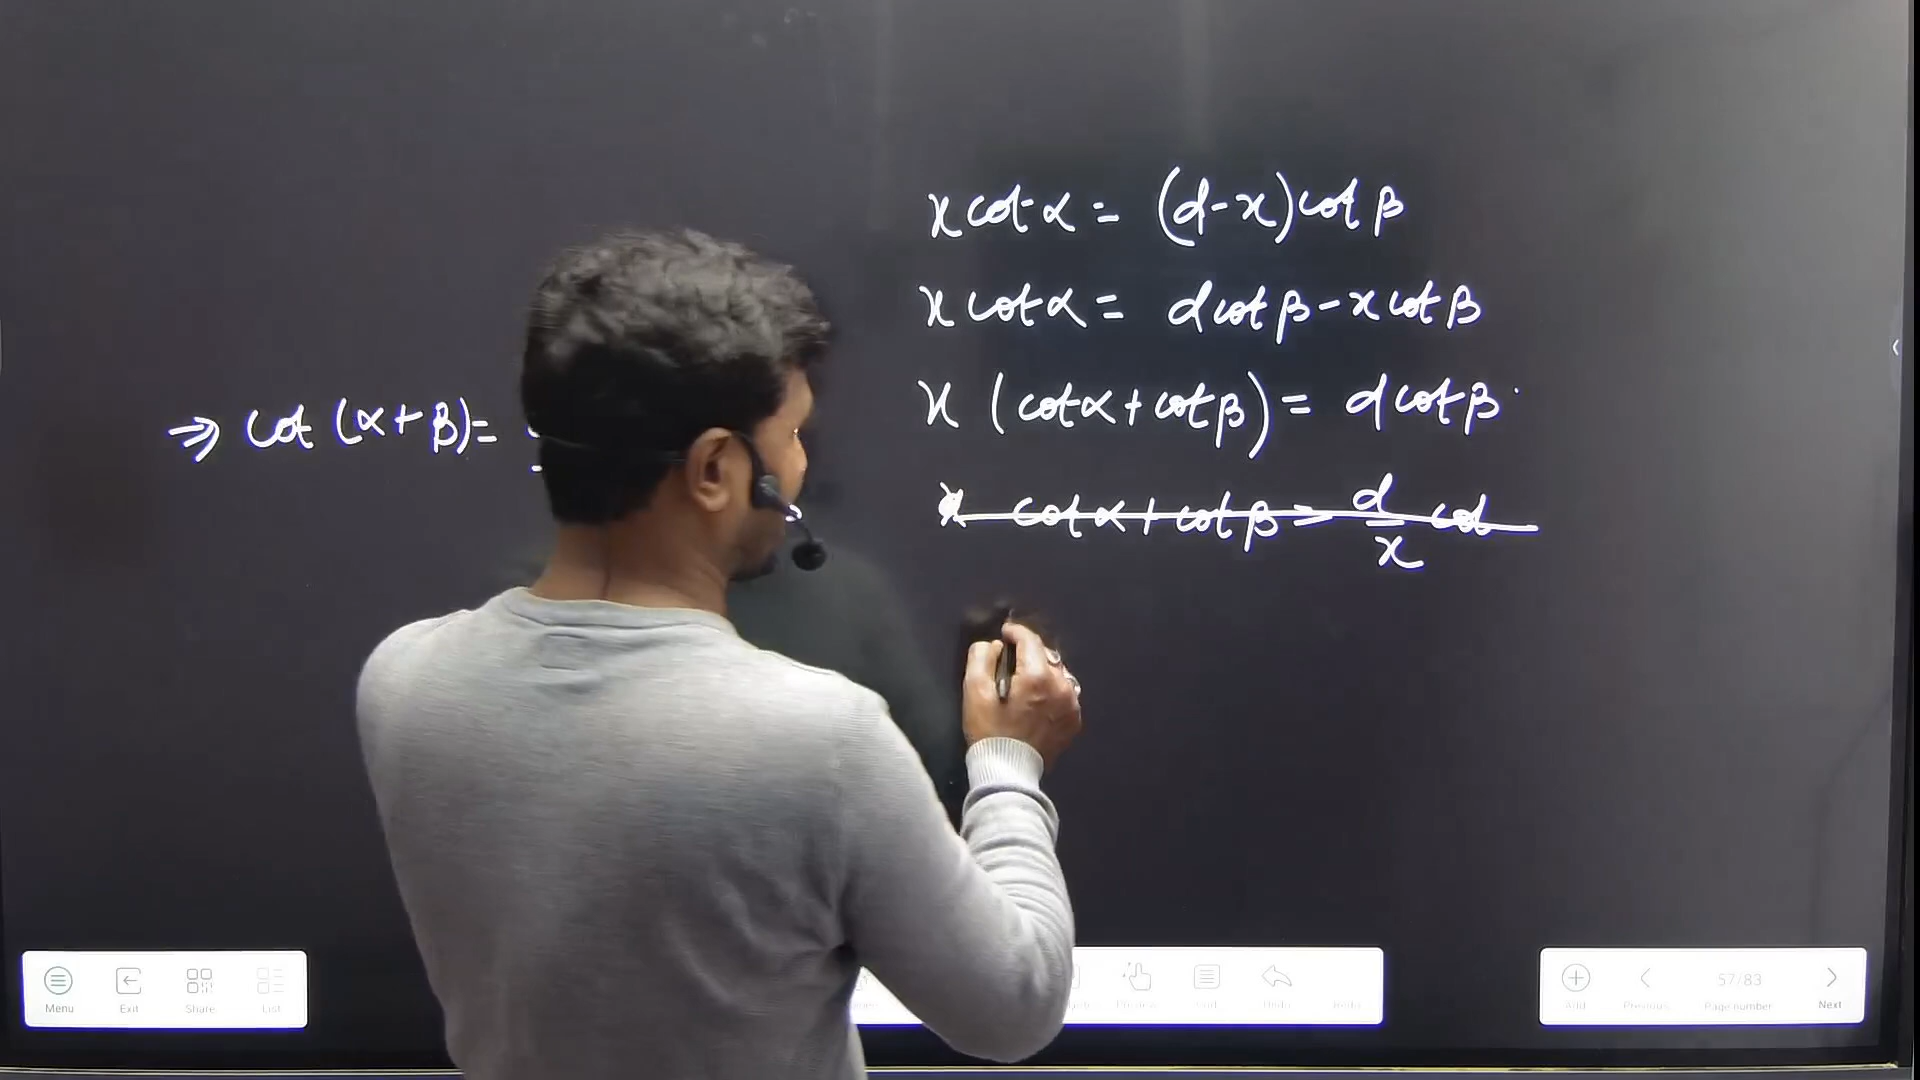 x cot α = (d-x) cot β
x cot α = d cot β - x cot β
⇒ cot (α+β) =
x (cot α + cot β) = d cot β
x cot α + cot β = d/x cot
Menu Exit Share List
Undo
Add Previous 57/83 Page number Next